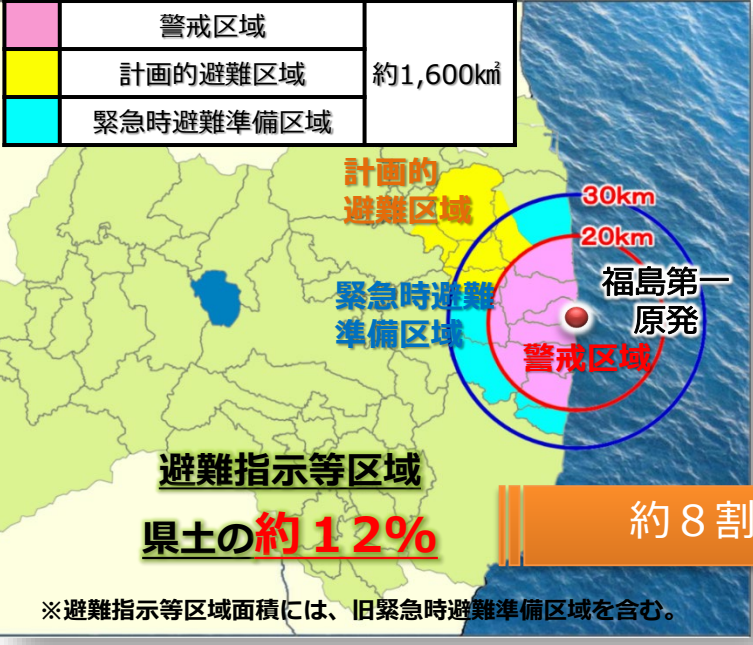 警戒区域
計画的避難区域
約1,600㎢
緊急時避難準備区域
計画的
避難区域
30km
20km
福島第一
原発
緊急時避難
準備区域
警戒区域
避難指示等区域
県土の約12%
約8割
※避難指示等区域面積には、旧緊急時避難準備区域を含む。